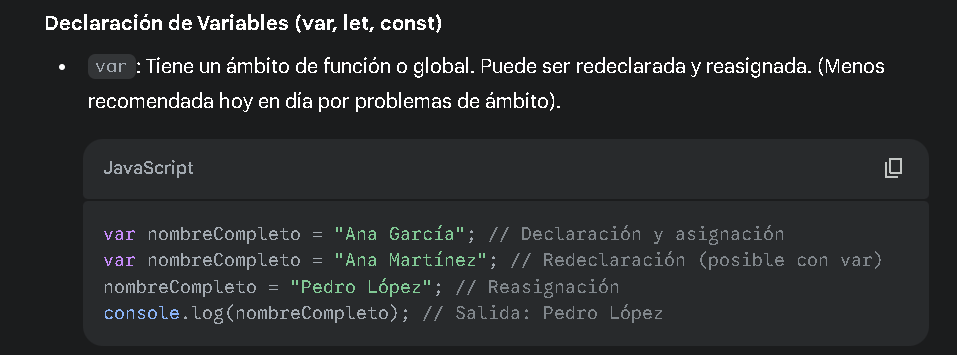 Declaración de Variables (var, let, const)
• var: Tiene un ámbito de función o global. Puede ser redeclarada y reasignada. (Menos
recomendada hoy en día por problemas de ámbito).
JavaScript
var nombreCompleto = "Ana García"; // Declaración y asignación
var nombreCompleto = "Ana Martínez"; // Redeclaración (posible con var)
nombreCompleto = "Pedro López"; // Reasignación
console.log(nombreCompleto); // Salida: Pedro López